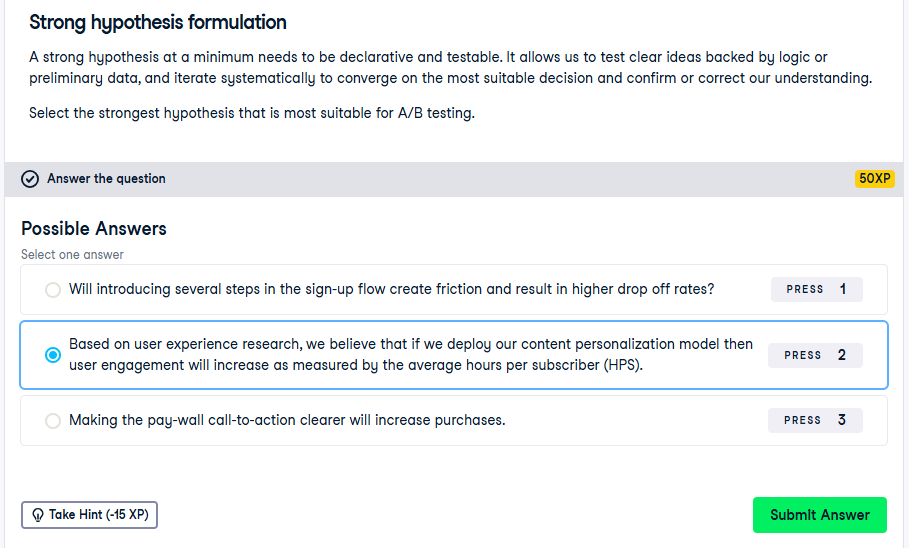 Strong hypothesis formulation
A strong hypothesis at a minimum needs to be declarative and testable. It allows us to test clear ideas backed by logic or
preliminary data, and iterate systematically to converge on the most suitable decision and confirm or correct our understanding.
Select the strongest hypothesis that is most suitable for A/B testing.
Answer the question
50XP
Possible Answers
Select one answer
Will introducing several steps in the sign-up flow create friction and result in higher drop off rates?
PRESS 1
Based on user experience research, we believe that if we deploy our content personalization model then
user engagement will increase as measured by the average hours per subscriber (HPS).
PRESS 2
Making the pay-wall call-to-action clearer will increase purchases.
PRESS 3
Take Hint (-15 XP)
Submit Answer